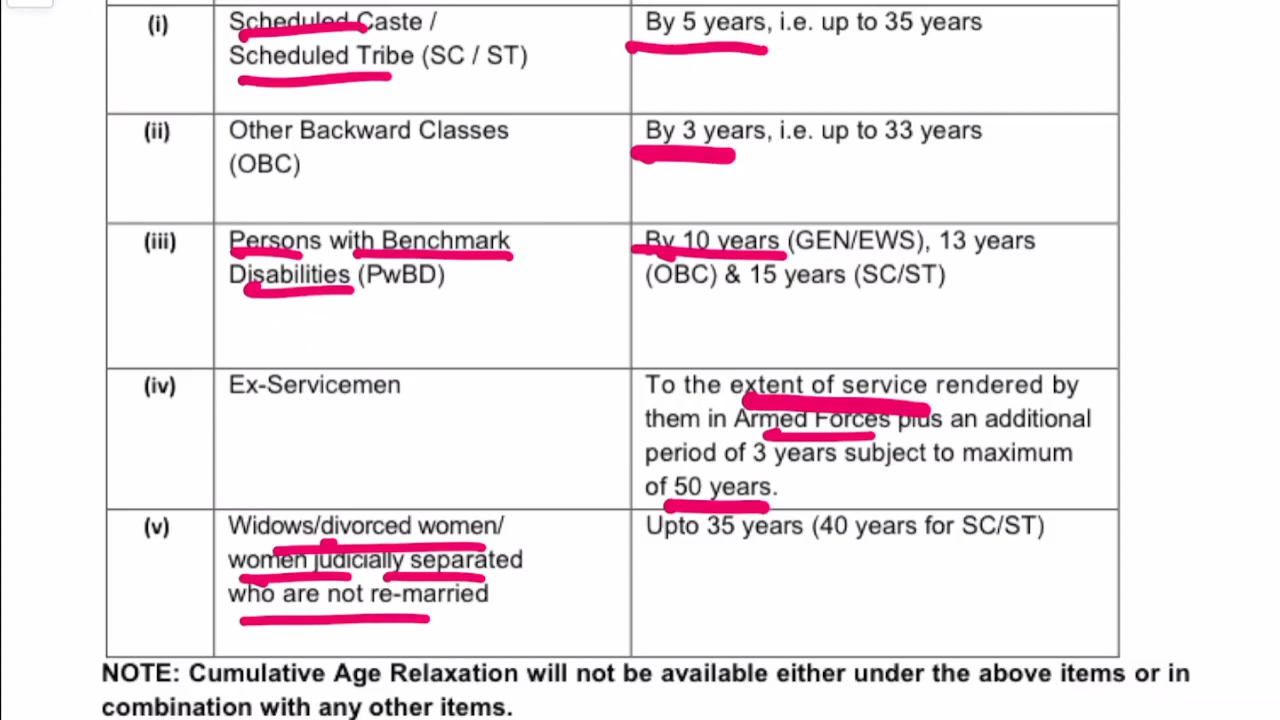 (i) Scheduled Caste / By 5 years, i.e. up to 35 years
Scheduled Tribe (SC / ST)
(ii) Other Backward Classes By 3 years, i.e. up to 33 years
(OBC)
(iii) Persons with Benchmark By 10 years (GEN/EWS), 13 years
Disabilities (PwBD) (OBC) & 15 years (SC/ST)
(iv) Ex-Servicemen To the extent of service rendered by
them in Armed Forces plus an additional
period of 3 years subject to maximum
of 50 years.
(v) Widows/divorced women/ Upto 35 years (40 years for SC/ST)
women judicially separated
who are not re-married
NOTE: Cumulative Age Relaxation will not be available either under the above items or in
combination with any other items.